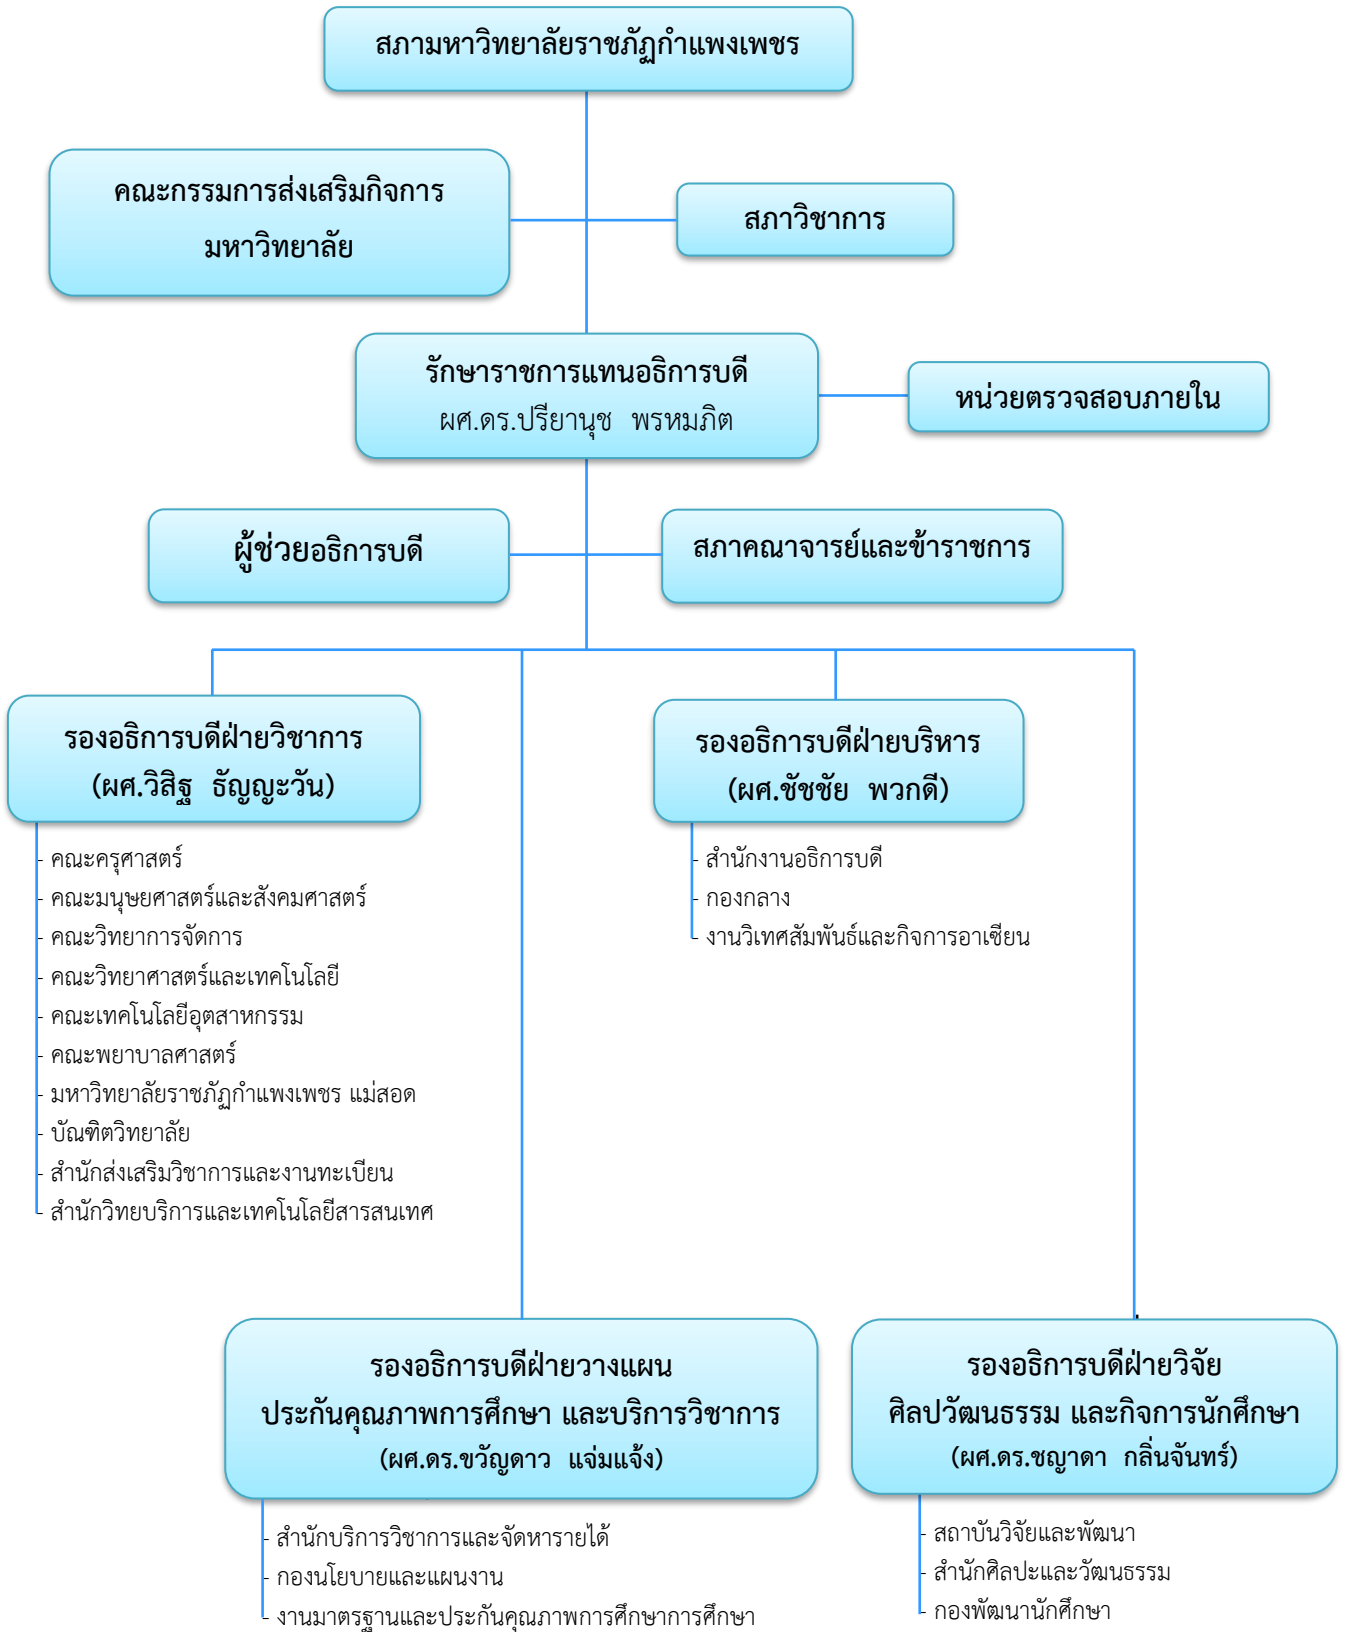 สภามหาวิทยาลัยราชภัฏกำแพงเพชร
คณะกรรมการส่งเสริมกิจการ
มหาวิทยาลัย
สภาวิชาการ
รักษาราชการแทนอธิการบดี
ผศ.ดร.ปรียานุช พรหมภิต
หน่วยตรวจสอบภายใน
ผู้ช่วยอธิการบดี
สภาคณาจารย์และข้าราชการ
รองอธิการบดีฝ่ายวิชาการ
(ผศ.วิสิฐ ธัญญะวัน)
- คณะครุศาสตร์
- คณะมนุษยศาสตร์และสังคมศาสตร์
- คณะวิทยาการจัดการ
- คณะวิทยาศาสตร์และเทคโนโลยี
- คณะเทคโนโลยีอุตสาหกรรม
- คณะพยาบาลศาสตร์
- มหาวิทยาลัยราชภัฏกำแพงเพชร แม่สอด
- บัณฑิตวิทยาลัย
- สำนักส่งเสริมวิชาการและงานทะเบียน
- สำนักวิทยบริการและเทคโนโลยีสารสนเทศ
รองอธิการบดีฝ่ายบริหาร
(ผศ.ชัชชัย พวกดี)
- สำนักงานอธิการบดี
- กองกลาง
- งานวิเทศสัมพันธ์และกิจการอาเซียน
รองอธิการบดีฝ่ายวางแผน
ประกันคุณภาพการศึกษา และบริการวิชาการ
(ผศ.ดร.ขวัญดาว แจ่มแจ้ง)
- สำนักบริการวิชาการและจัดหารายได้
- กองนโยบายและแผนงาน
- งานมาตรฐานและประกันคุณภาพการศึกษาการศึกษา
รองอธิการบดีฝ่ายวิจัย
ศิลปวัฒนธรรม และกิจการนักศึกษา
(ผศ.ดร.ชญาดา กลิ่นจันทร์)
- สถาบันวิจัยและพัฒนา
- สำนักศิลปะและวัฒนธรรม
- กองพัฒนานักศึกษา